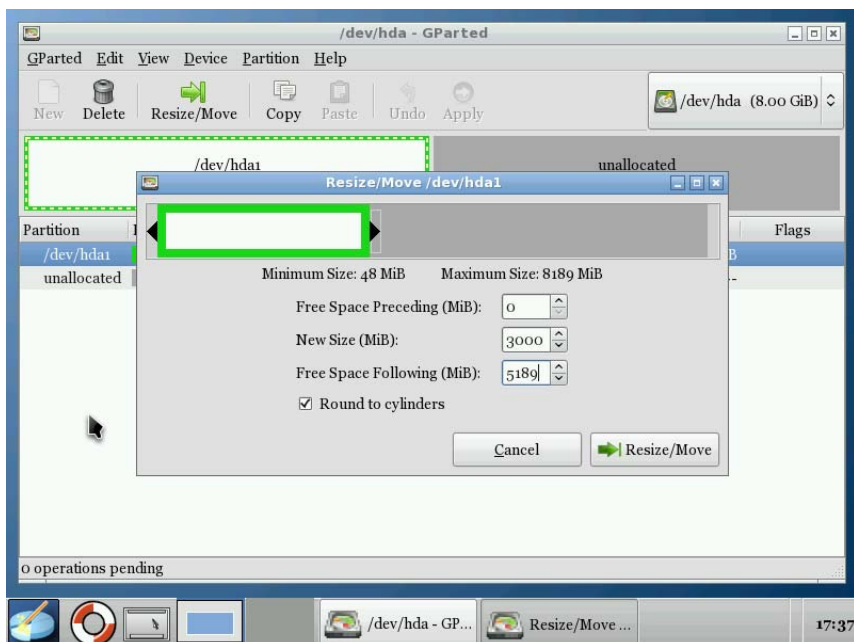 /dev/hda - GParted
GParted Edit View Device Partition Help
New Delete Resize/Move Copy Paste Undo Apply
/dev/hda (8.00 GiB)
/dev/hda1
unallocated
Resize/Move /dev/hda1
Partition Flags
/dev/hda1
unallocated
Minimum Size: 48 MiB Maximum Size: 8189 MiB
Free Space Preceding (MiB): 0
New Size (MiB): 3000
Free Space Following (MiB): 5189
Round to cylinders
Cancel Resize/Move
0 operations pending
/dev/hda - GP... Resize/Move ... 17:37